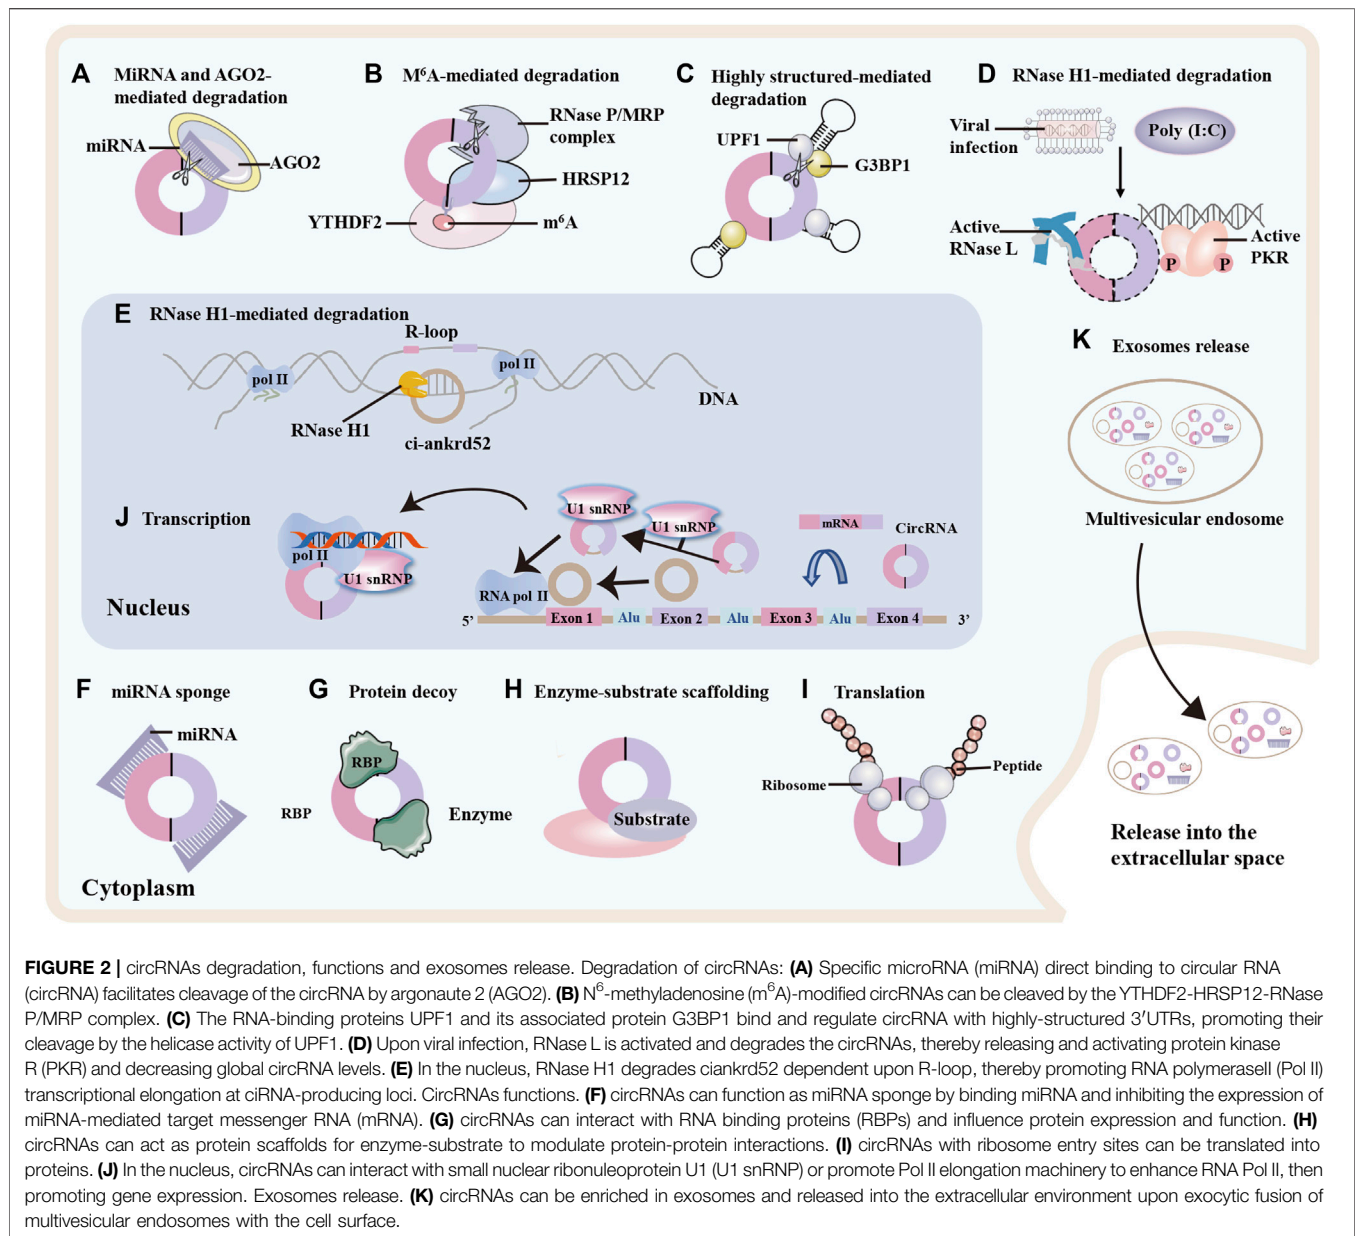 A MiRNA and AGO2-
mediated degradation
miRNA
AGO2
B M⁶A-mediated degradation
RNase P/MRP
complex
HRSP12
YTHDF2
m⁶A
C Highly structured-mediated
degradation
UPF1
G3BP1
D RNase H1-mediated degradation
Viral
infection
Poly (I:C)
Active
RNase L
Active
PKR
P
P
E RNase H1-mediated degradation
R-loop
pol II
pol II
DNA
RNase H1
ci-ankrd52
J Transcription
pol II
U1 snRNP
U1 snRNP
U1 snRNP
mRNA
CircRNA
RNA pol II
5’
Exon 1
Alu
Exon 2
Alu
Exon 3
Alu
Exon 4
3’
Nucleus
K Exosomes release
Multivesicular endosome
Release into the
extracellular space
F miRNA sponge
miRNA
G Protein decoy
RBP
RBP
Enzyme
H Enzyme-substrate scaffolding
Substrate
I Translation
Ribosome
Peptide
Cytoplasm
FIGURE 2 | circRNAs degradation, functions and exosomes release. Degradation of circRNAs: (A) Specific microRNA (miRNA) direct binding to circular RNA
(circRNA) facilitates cleavage of the circRNA by argonaute 2 (AGO2). (B) N⁶-methyladenosine (m⁶A)-modified circRNAs can be cleaved by the YTHDF2-HRSP12-RNase
P/MRP complex. (C) The RNA-binding proteins UPF1 and its associated protein G3BP1 bind and regulate circRNA with highly-structured 3′UTRs, promoting their
cleavage by the helicase activity of UPF1. (D) Upon viral infection, RNase L is activated and degrades the circRNAs, thereby releasing and activating protein kinase
R (PKR) and decreasing global circRNA levels. (E) In the nucleus, RNase H1 degrades ciankrd52 dependent upon R-loop, thereby promoting RNA polymeraseII (Pol II)
transcriptional elongation at ciRNA-producing loci. CircRNAs functions. (F) circRNAs can function as miRNA sponge by binding miRNA and inhibiting the expression of
miRNA-mediated target messenger RNA (mRNA). (G) circRNAs can interact with RNA binding proteins (RBPs) and influence protein expression and function. (H)
circRNAs can act as protein scaffolds for enzyme-substrate to modulate protein-protein interactions. (I) circRNAs with ribosome entry sites can be translated into
proteins. (J) In the nucleus, circRNAs can interact with small nuclear ribonuleoprotein U1 (U1 snRNP) or promote Pol II elongation machinery to enhance RNA Pol II, then
promoting gene expression. Exosomes release. (K) circRNAs can be enriched in exosomes and released into the extracellular environment upon exocytic fusion of
multivesicular endosomes with the cell surface.